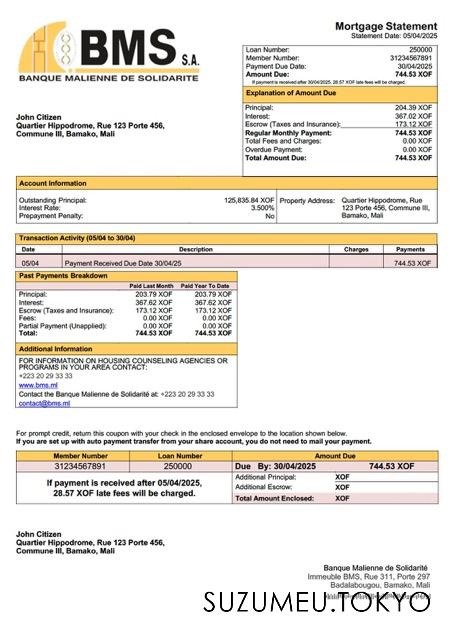 BMS S.A.
BANQUE MALIENNE DE SOLIDARITE
Mortgage Statement
Statement Date: 05/04/2025
Loan Number: 250000
Member Number: 31234567891
Payment Due Date: 30/04/2025
Amount Due: 744.53 XOF
If payment is received after 30/04/2025, 28.57 XOF late fees will be charged.
Explanation of Amount Due
Principal: 204.39 XOF
Interest: 367.02 XOF
Escrow (Taxes and Insurance): 173.12 XOF
Regular Monthly Payment: 744.53 XOF
Total Fees and Charges: 0.00 XOF
Overdue Payment: 0.00 XOF
Total Amount Due: 744.53 XOF
John Citizen
Quartier Hippodrome, Rue 123 Porte 456,
Commune III, Bamako, Mali
Account Information
Outstanding Principal: 125,835.84 XOF
Interest Rate: 3.500%
Prepayment Penalty: No
Property Address: Quartier Hippodrome, Rue
123 Porte 456, Commune III,
Bamako, Mali
Transaction Activity (05/04 to 30/04)
Date Description Charges Payments
05/04 Payment Received Due Date 30/04/25 744.53 XOF
Past Payments Breakdown
Paid Last Month Paid Year To Date
Principal: 203.79 XOF 203.79 XOF
Interest: 367.62 XOF 367.62 XOF
Escrow (Taxes and Insurance): 173.12 XOF 173.12 XOF
Fees: 0.00 XOF 0.00 XOF
Partial Payment (Unapplied): 0.00 XOF 0.00 XOF
Total: 744.53 XOF 744.53 XOF
Additional Information
FOR INFORMATION ON HOUSING COUNSELING AGENCIES OR
PROGRAMS IN YOUR AREA CONTACT:
+223 20 29 33 33
www.bms.ml
Contact the Banque Malienne de Solidarite at: +223 20 29 33 33
contact@bms.ml
For prompt credit, return this coupon with your check in the enclosed envelope to the location shown below.
If you are set up with auto payment transfer from your share account, you do not need to mail your payment.
Member Number Loan Number Amount Due
31234567891 250000 Due By: 30/04/2025 744.53 XOF
If payment is received after 05/04/2025,
28.57 XOF late fees will be charged.
Additional Principal: XOF
Additional Escrow: XOF
Total Amount Enclosed: XOF
John Citizen
Quartier Hippodrome, Rue 123 Porte 456,
Commune III, Bamako, Mali
Banque Malienne de Solidarité
Immeuble BMS, Rue 311, Porte 297
Badalabougou, Bamako, Mali
SUZUMEU.TOKYO